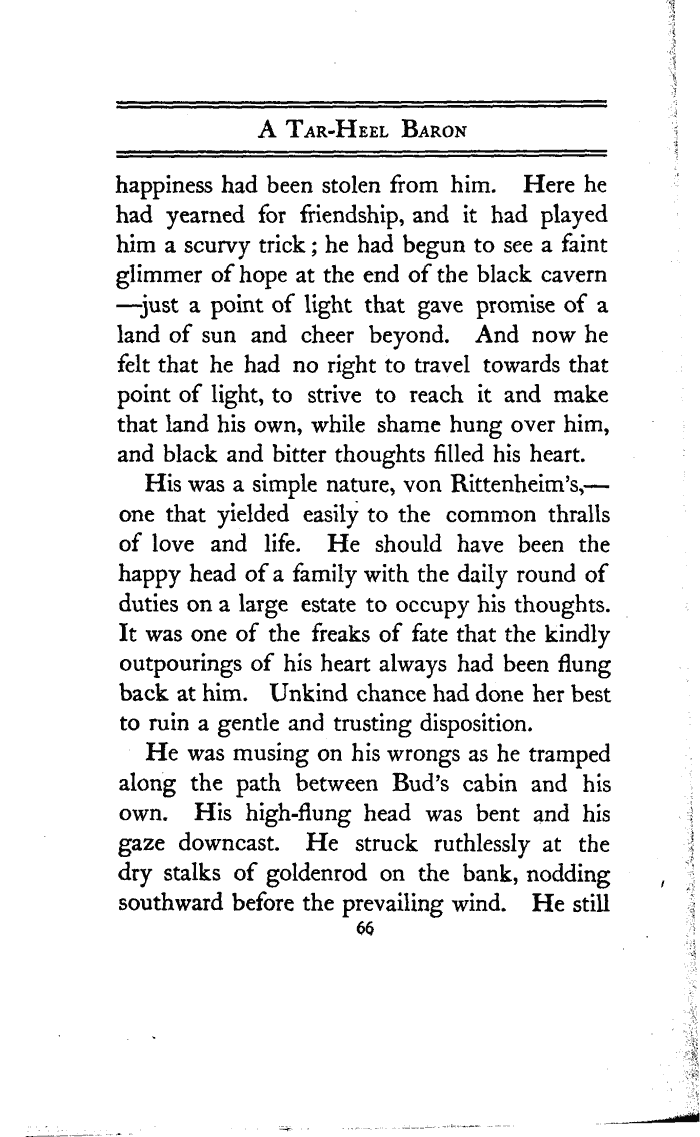 A Tar-Heel Baron
happiness had been stolen from him. Here he
had yearned for friendship, and it had played
him a scurvy trick; he had begun to see a faint
glimmer of hope at the end of the black cavern
—just a point of light that gave promise of a
land of sun and cheer beyond. And now he
felt that he had no right to travel towards that
point of light, to strive to reach it and make
that land his own, while shame hung over him,
and black and bitter thoughts filled his heart.
His was a simple nature, von Rittenheim's,—
one that yielded easily to the common thralls
of love and life. He should have been the
happy head of a family with the daily round of
duties on a large estate to occupy his thoughts.
It was one of the freaks of fate that the kindly
outpourings of his heart always had been flung
back at him. Unkind chance had done her best
to ruin a gentle and trusting disposition.
He was musing on his wrongs as he tramped
along the path between Bud's cabin and his
own. His high-flung head was bent and his
gaze downcast. He struck ruthlessly at the
dry stalks of goldenrod on the bank, nodding
southward before the prevailing wind. He still
66